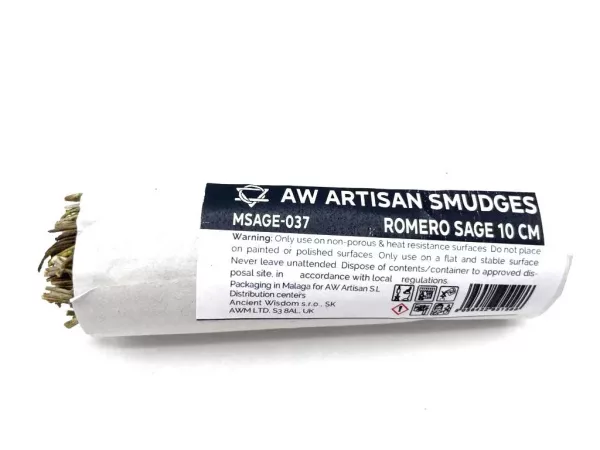 AW ARTISAN SMUDGES
MSAGE-037 ROMERO SAGE 10 CM
Warning: Only use on non-porous & heat resistance surfaces. Do not place
on painted or polished surfaces. Only use on a flat and stable surface
Never leave unattended. Dispose of contents/container to approved dis-
posal site, in accordance with local regulations.
Packaging in Malaga for AW Artisan S.L
Distribution centers
Ancient Wisdom s.r.o., SK
AWM LTD, S3 8AL, UK